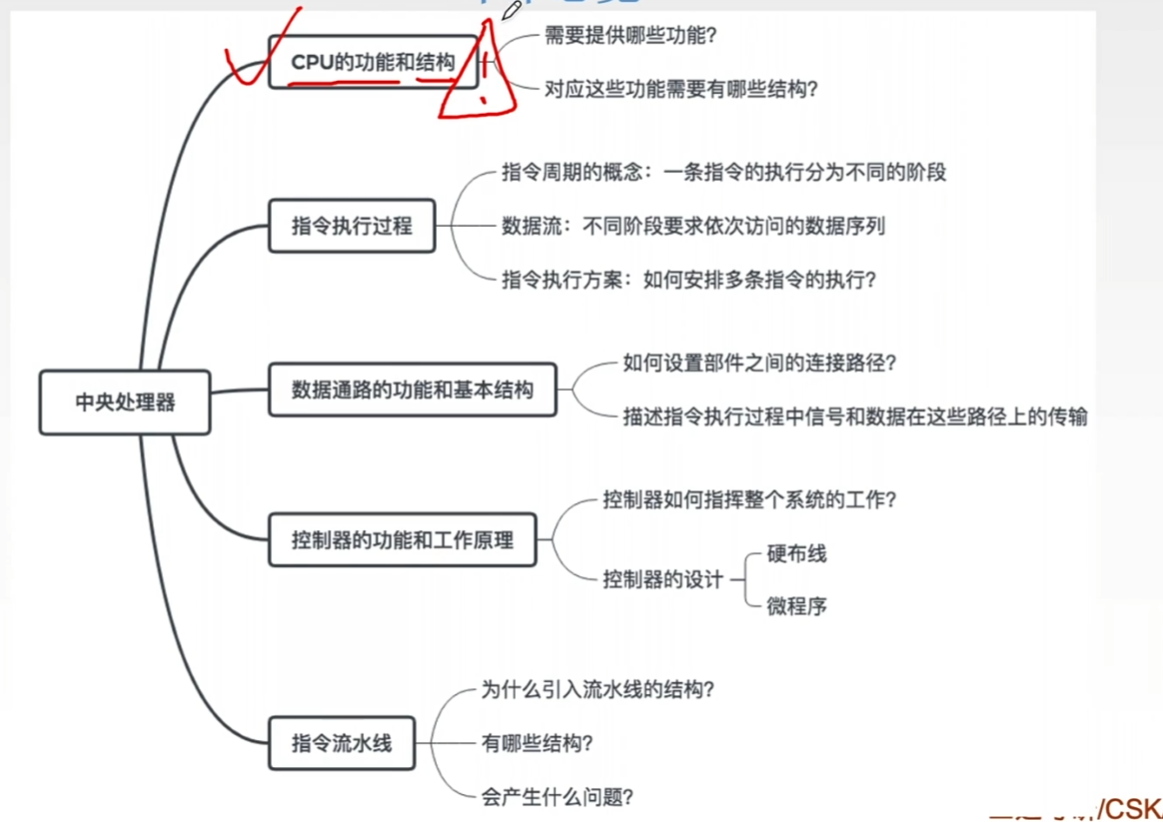 CPU的功能和结构
需要提供哪些功能?
对应这些功能需要有哪些结构?
指令执行过程
指令周期的概念：一条指令的执行分为不同的阶段
数据流：不同阶段要求依次访问的数据序列
指令执行方案：如何安排多条指令的执行?
中央处理器
数据通路的功能和基本结构
如何设置部件之间的连接路径?
描述指令执行过程中信号和数据在这些路径上的传输
控制器的功能和工作原理
控制器如何指挥整个系统的工作?
控制器的设计
硬布线
微程序
指令流水线
为什么引入流水线的结构?
有哪些结构?
会产生什么问题?
/CSK